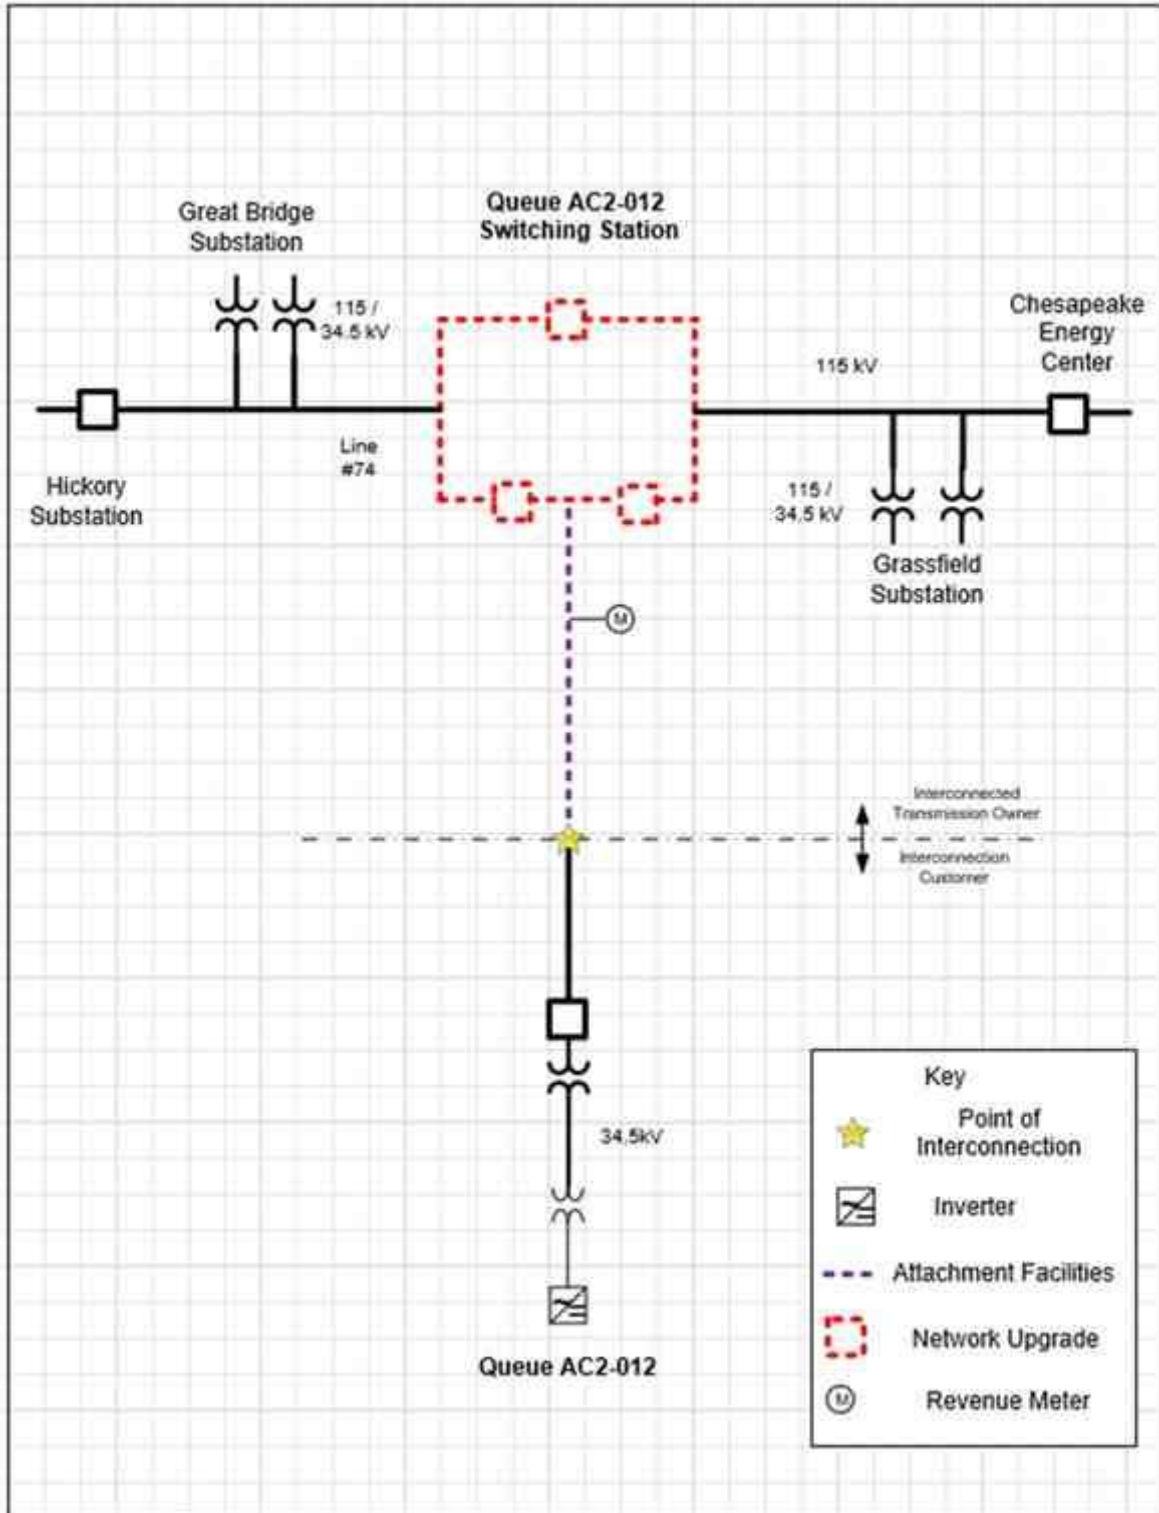 Great Bridge
Substation
Queue AC2-012
Switching Station
115 /
34.5 kV
Chesapeake
Energy
Center
115 kV
Line
#74
Hickory
Substation
115 /
34.5 kV
Grassfield
Substation
M
Interconnected
Transmission Owner
Interconnection
Customer
34.5kV
Queue AC2-012
Key
Point of
Interconnection
Inverter
Attachment Facilities
Network Upgrade
M
Revenue Meter